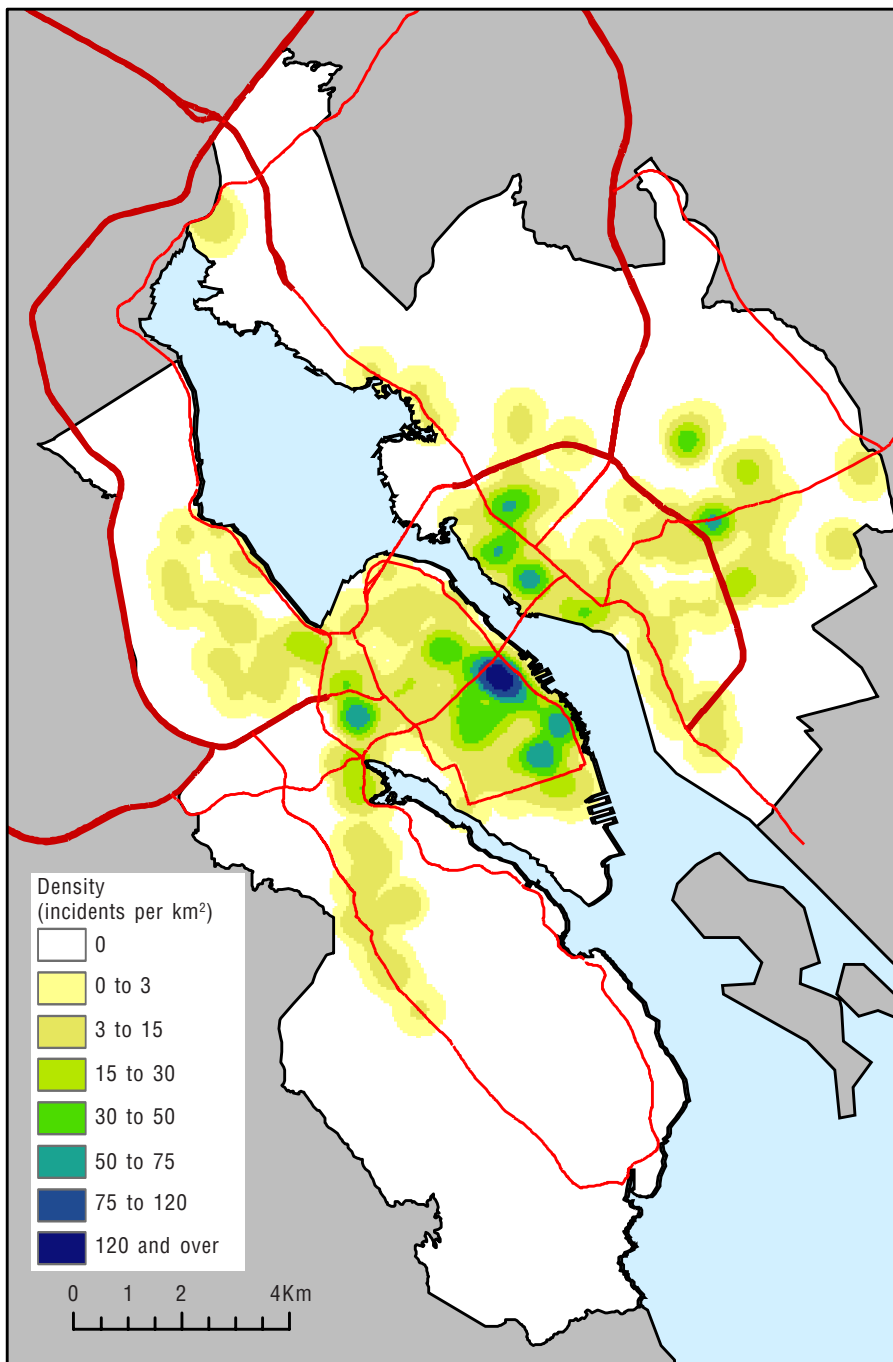 Density
(incidents per km²)
0
0 to 3
3 to 15
15 to 30
30 to 50
50 to 75
75 to 120
120 and over
0 1 2 4Km